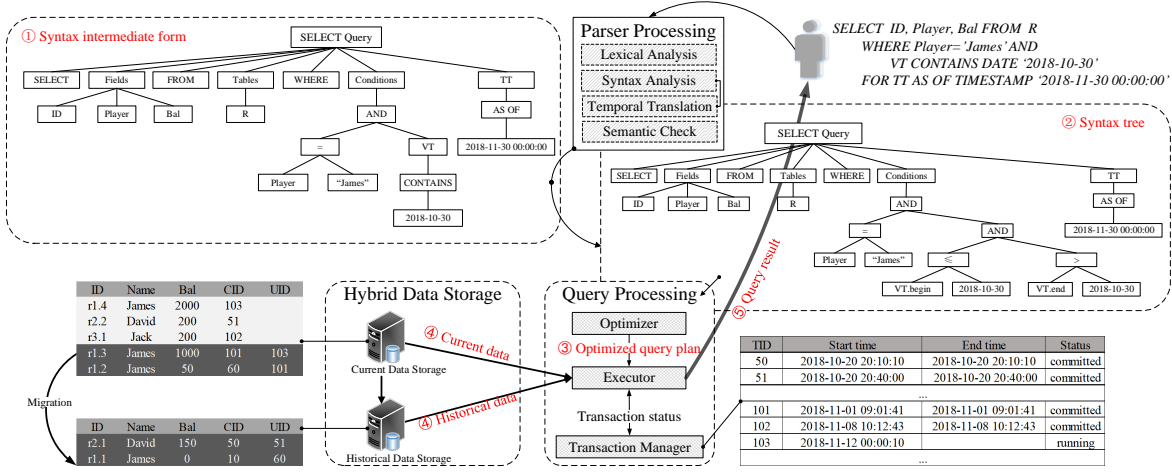 ① Syntax intermediate form
SELECT Query
SELECT Fields FROM Tables WHERE Conditions TT
ID Player Bal R AND AS OF
= VT 2018-11-30 00:00:00
Player “James” CONTAINS
2018-10-30
Parser Processing
Lexical Analysis
Syntax Analysis
Temporal Translation
Semantic Check
SELECT ID, Player, Bal FROM R
WHERE Player=’James’ AND
VT CONTAINS DATE ‘2018-10-30’
FOR TT AS OF TIMESTAMP ‘2018-11-30 00:00:00’
② Syntax tree
SELECT Query
SELECT Fields FROM Tables WHERE Conditions TT
ID Player Bal R AND AS OF
= AND 2018-11-30 00:00:00
Player “James” ≤ >
VT.begin 2018-10-30 VT.end 2018-10-30
ID Name Bal CID UID
r1.4 James 2000 103
r2.2 David 200 51
r3.1 Jack 200 102
r1.3 James 1000 101 103
r1.2 James 50 60 101
Migration
ID Name Bal CID UID
r2.1 David 150 50 51
r1.1 James 0 10 60
Hybrid Data Storage
Current Data Storage
Historical Data Storage
④ Current data
④ Historical data
Query Processing
Optimizer
③ Optimized query plan
Executor
Transaction status
Transaction Manager
⑤ Query result
TID Start time End time Status
50 2018-10-20 20:10:10 2018-10-20 20:10:10 committed
51 2018-10-20 20:40:00 2018-10-20 20:40:00 committed
...
101 2018-11-01 09:01:41 2018-11-01 09:01:41 committed
102 2018-11-08 10:12:43 2018-11-08 10:12:43 committed
103 2018-11-12 00:00:10 running
...